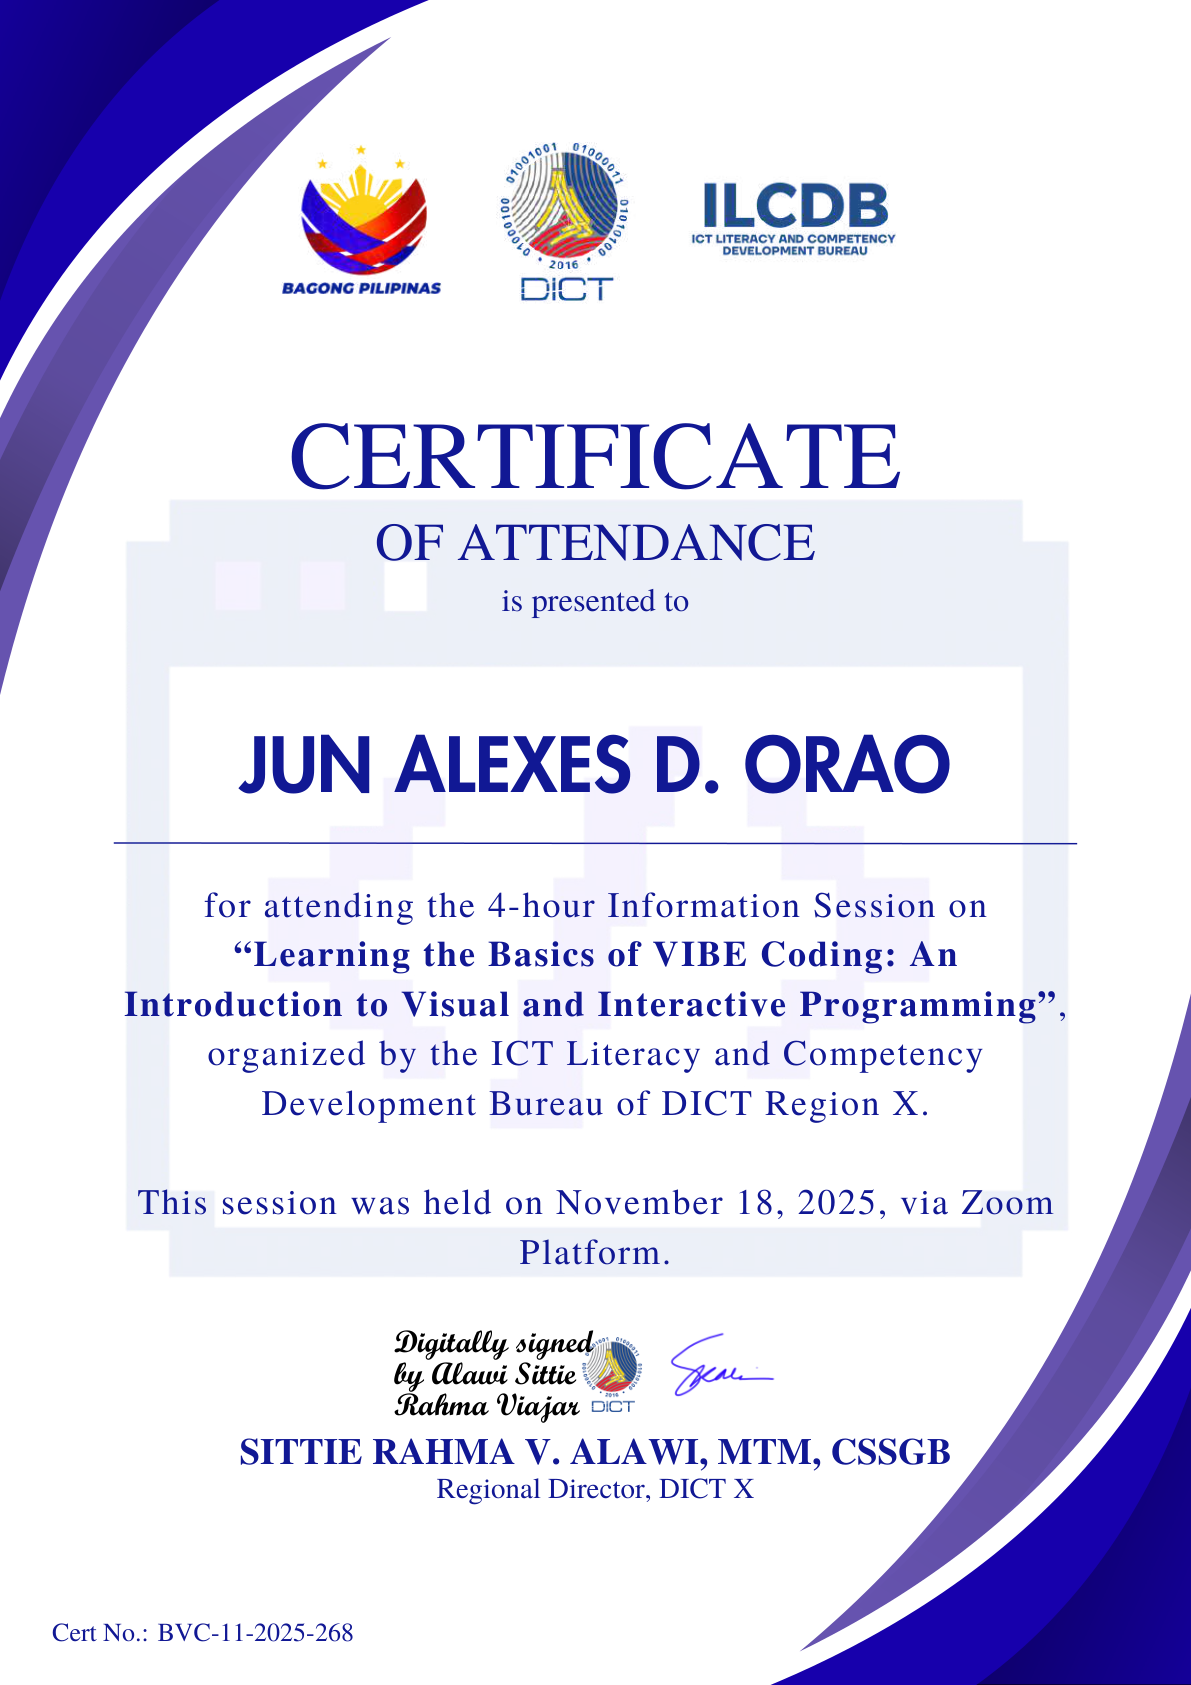 BAGONG PILIPINAS
01000100 01001001 01000011 01010100
2016
DICT
ILCDB
ICT LITERACY AND COMPETENCY
DEVELOPMENT BUREAU
CERTIFICATE
OF ATTENDANCE
is presented to
JUN ALEXES D. ORAO
for attending the 4-hour Information Session on
“Learning the Basics of VIBE Coding: An
Introduction to Visual and Interactive Programming”,
organized by the ICT Literacy and Competency
Development Bureau of DICT Region X.
This session was held on November 18, 2025, via Zoom
Platform.
Digitally signed
by Alawi Sittie
Rahma Viajar
DICT
SITTIE RAHMA V. ALAWI, MTM, CSSGB
Regional Director, DICT X
Cert No.: BVC-11-2025-268